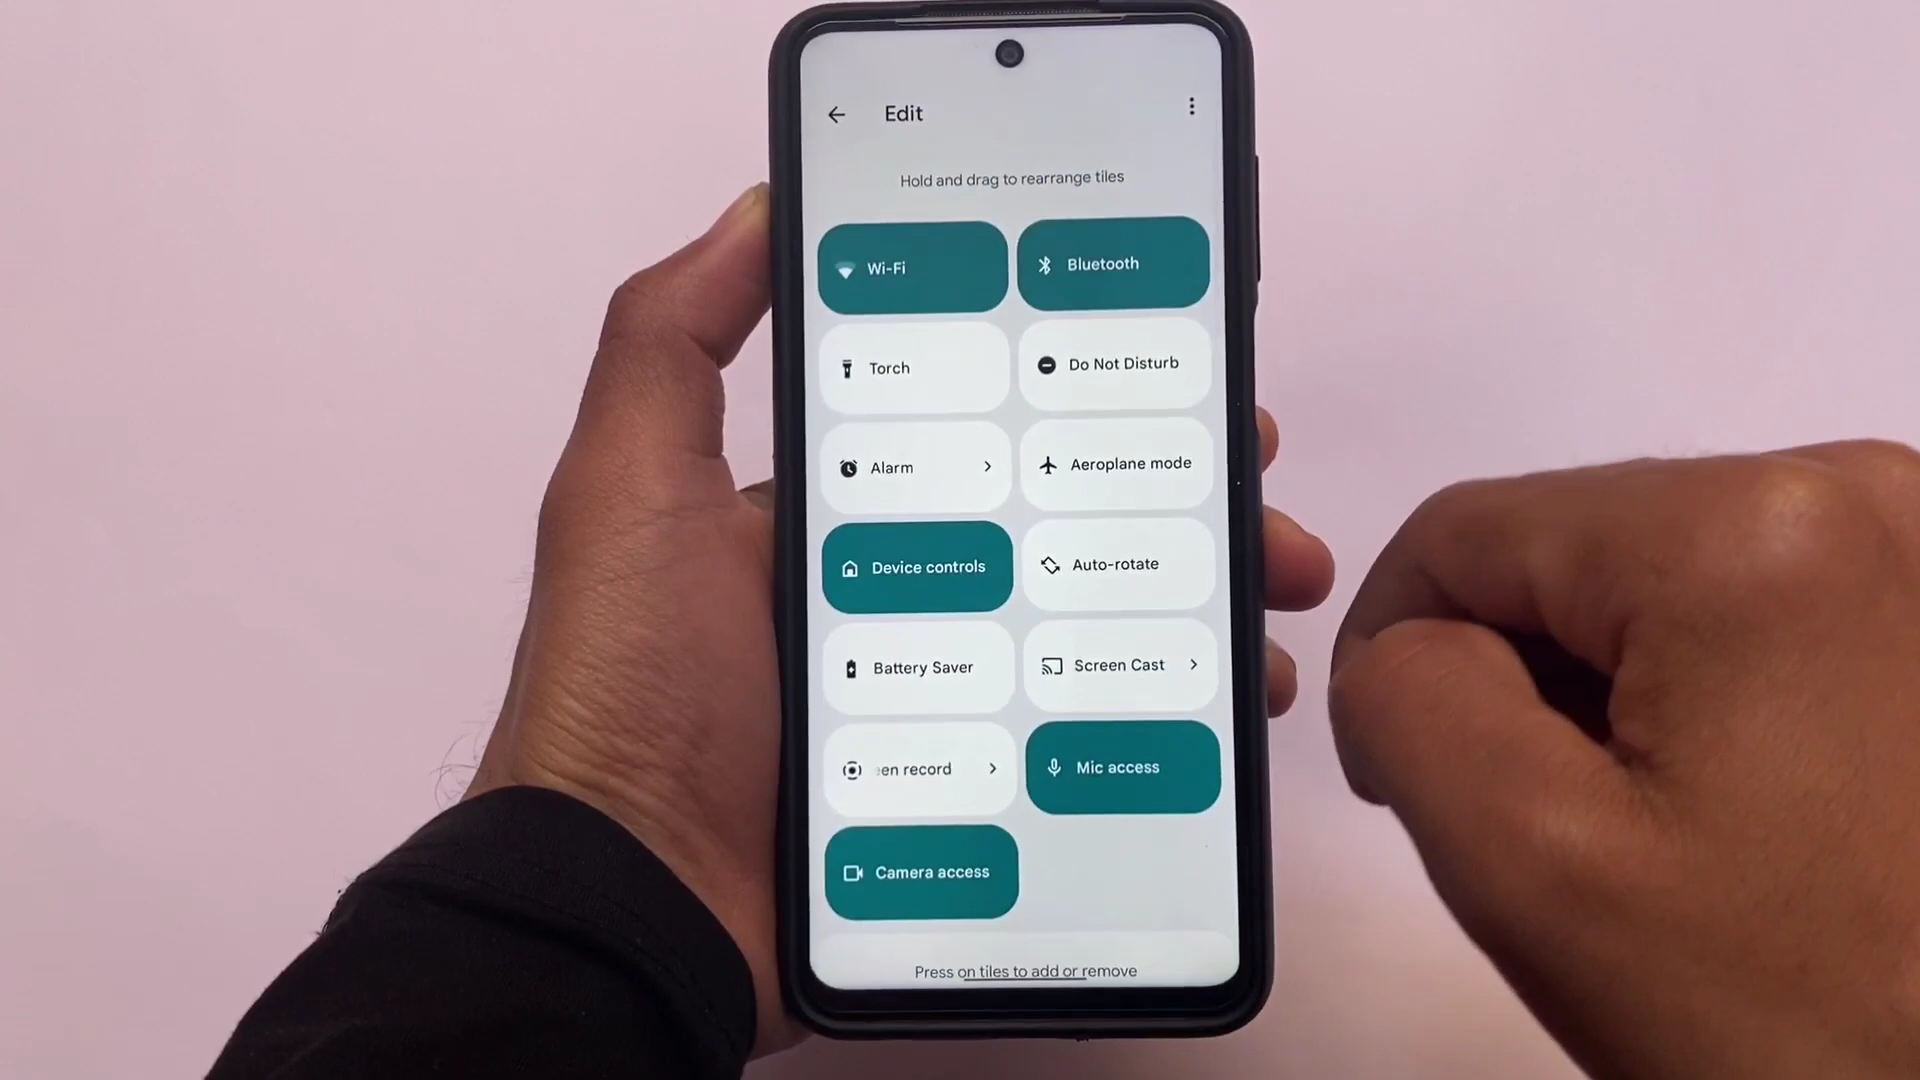 Edit
Hold and drag to rearrange tiles
Wi-Fi
Bluetooth
Torch
Do Not Disturb
Alarm
Aeroplane mode
Device controls
Auto-rotate
Battery Saver
Screen Cast
en record
Mic access
Camera access
Press on tiles to add or remove